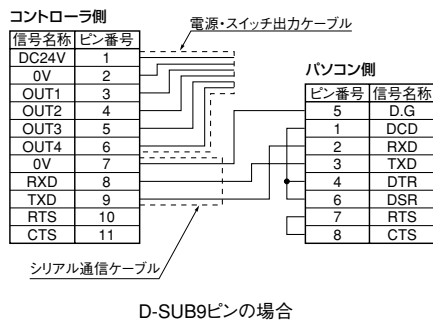 コントローラ側
電源・スイッチ出力ケーブル
信号名称 ピン番号
DC24V 1
0V 2
OUT1 3
OUT2 4
OUT3 5
OUT4 6
0V 7
RXD 8
TXD 9
RTS 10
CTS 11
パソコン側
ピン番号 信号名称
5 D.G
1 DCD
2 RXD
3 TXD
4 DTR
6 DSR
7 RTS
8 CTS
シリアル通信ケーブル
D-SUB9ピンの場合